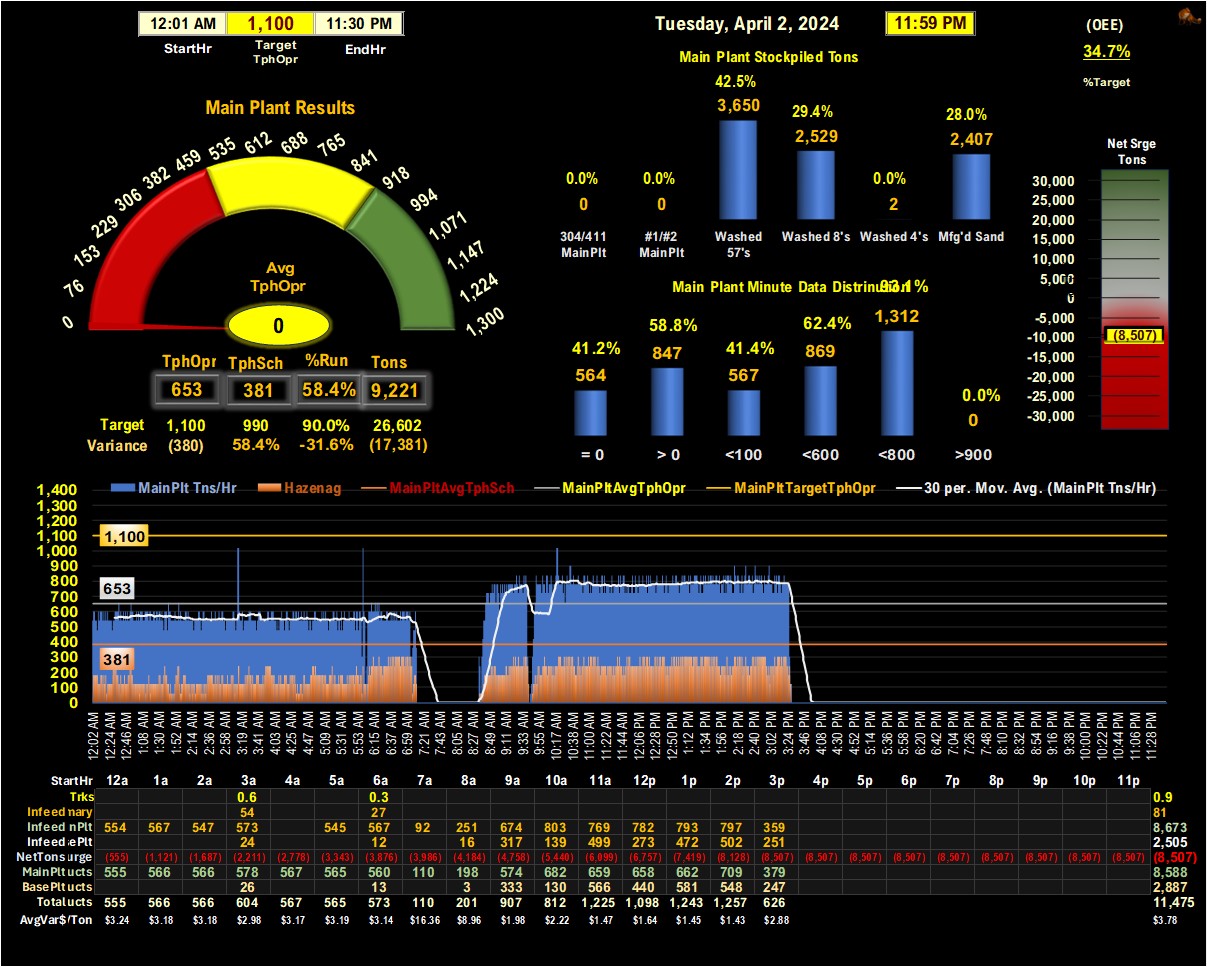 12:01 AM 1,100 11:30 PM
StartHr Target TphOpr EndHr
Tuesday, April 2, 2024 11:59 PM
(OEE)
34.7%
%Target
Main Plant Results
0 76 153 229 306 382 459 535 612 688 765 841 918 994 1,071 1,147 1,224 1,300
Avg
TphOpr
0
TphOpr TphSch %Run Tons
653 381 58.4% 9,221
Target 1,100 990 90.0% 26,602
Variance (380) 58.4% -31.6% (17,381)
Main Plant Stockpiled Tons
0.0% 0.0% 42.5% 29.4% 0.0% 28.0%
0 0 3,650 2,529 2 2,407
304/411 MainPlt #1/#2 MainPlt Washed 57's Washed 8's Washed 4's Mfg'd Sand
Main Plant Minute Data Distribution
41.2% 58.8% 41.4% 62.4% 93.1% 0.0%
564 847 567 869 1,312 0
= 0 > 0 <100 <600 <800 >900
Net Srge
Tons
30,000
25,000
20,000
15,000
10,000
5,000
0
-5,000
-10,000
-15,000
-20,000
-25,000
-30,000
(8,507)
MainPlt Tns/Hr Hazenag MainPltAvgTphSch MainPltAvgTphOpr MainPltTargetTphOpr 30 per. Mov. Avg. (MainPlt Tns/Hr)
1,400
1,300
1,200
1,100
1,000
900
800
700
600
500
400
300
200
100
0
1,100
653
381
12:02 AM 12:24 AM 12:46 AM 1:08 AM 1:30 AM 1:52 AM 2:14 AM 2:36 AM 2:58 AM 3:19 AM 3:41 AM 4:03 AM 4:25 AM 4:47 AM 5:09 AM 5:31 AM 5:53 AM 6:15 AM 6:37 AM 6:59 AM 7:21 AM 7:43 AM 8:05 AM 8:27 AM 8:49 AM 9:11 AM 9:33 AM 9:55 AM 10:17 AM 10:38 AM 11:00 AM 11:22 AM 11:44 AM 12:06 PM 12:28 PM 12:50 PM 1:12 PM 1:34 PM 1:56 PM 2:18 PM 2:40 PM 3:02 PM 3:24 PM 3:46 PM 4:08 PM 4:30 PM 4:52 PM 5:14 PM 5:36 PM 5:58 PM 6:20 PM 6:42 PM 7:04 PM 7:26 PM 7:48 PM 8:10 PM 8:32 PM 8:54 PM 9:16 PM 9:38 PM 10:00 PM 10:22 PM 10:44 PM 11:06 PM 11:28 PM
StartHr 12a 1a 2a 3a 4a 5a 6a 7a 8a 9a 10a 11a 12p 1p 2p 3p 4p 5p 6p 7p 8p 9p 10p 11p
Trks 0.6 0.3 0.9
Infeed mary 54 27 81
Infeed nPlt 554 567 547 573 545 567 92 251 674 803 769 782 793 797 359 8,673
Infeed ePlt 24 12 16 317 139 499 273 472 502 251 2,505
NetTons urge (555) (1,121) (1,687) (2,211) (2,778) (3,343) (3,876) (3,986) (4,184) (4,758) (5,440) (6,099) (6,757) (7,419) (8,128) (8,507) (8,507) (8,507) (8,507) (8,507) (8,507) (8,507) (8,507) (8,507) (8,507)
MainPlt ucts 555 566 566 578 567 565 560 110 198 574 682 659 658 662 709 379 8,588
BasePlt ucts 26 13 3 333 130 566 440 581 548 247 2,887
Total ucts 555 566 566 604 567 565 573 110 201 907 812 1,225 1,098 1,243 1,257 626 11,475
AvgVar$/Ton $3.24 $3.18 $3.18 $2.98 $3.17 $3.19 $3.14 $16.36 $8.96 $1.98 $2.22 $1.47 $1.64 $1.45 $1.43 $2.88 $3.78